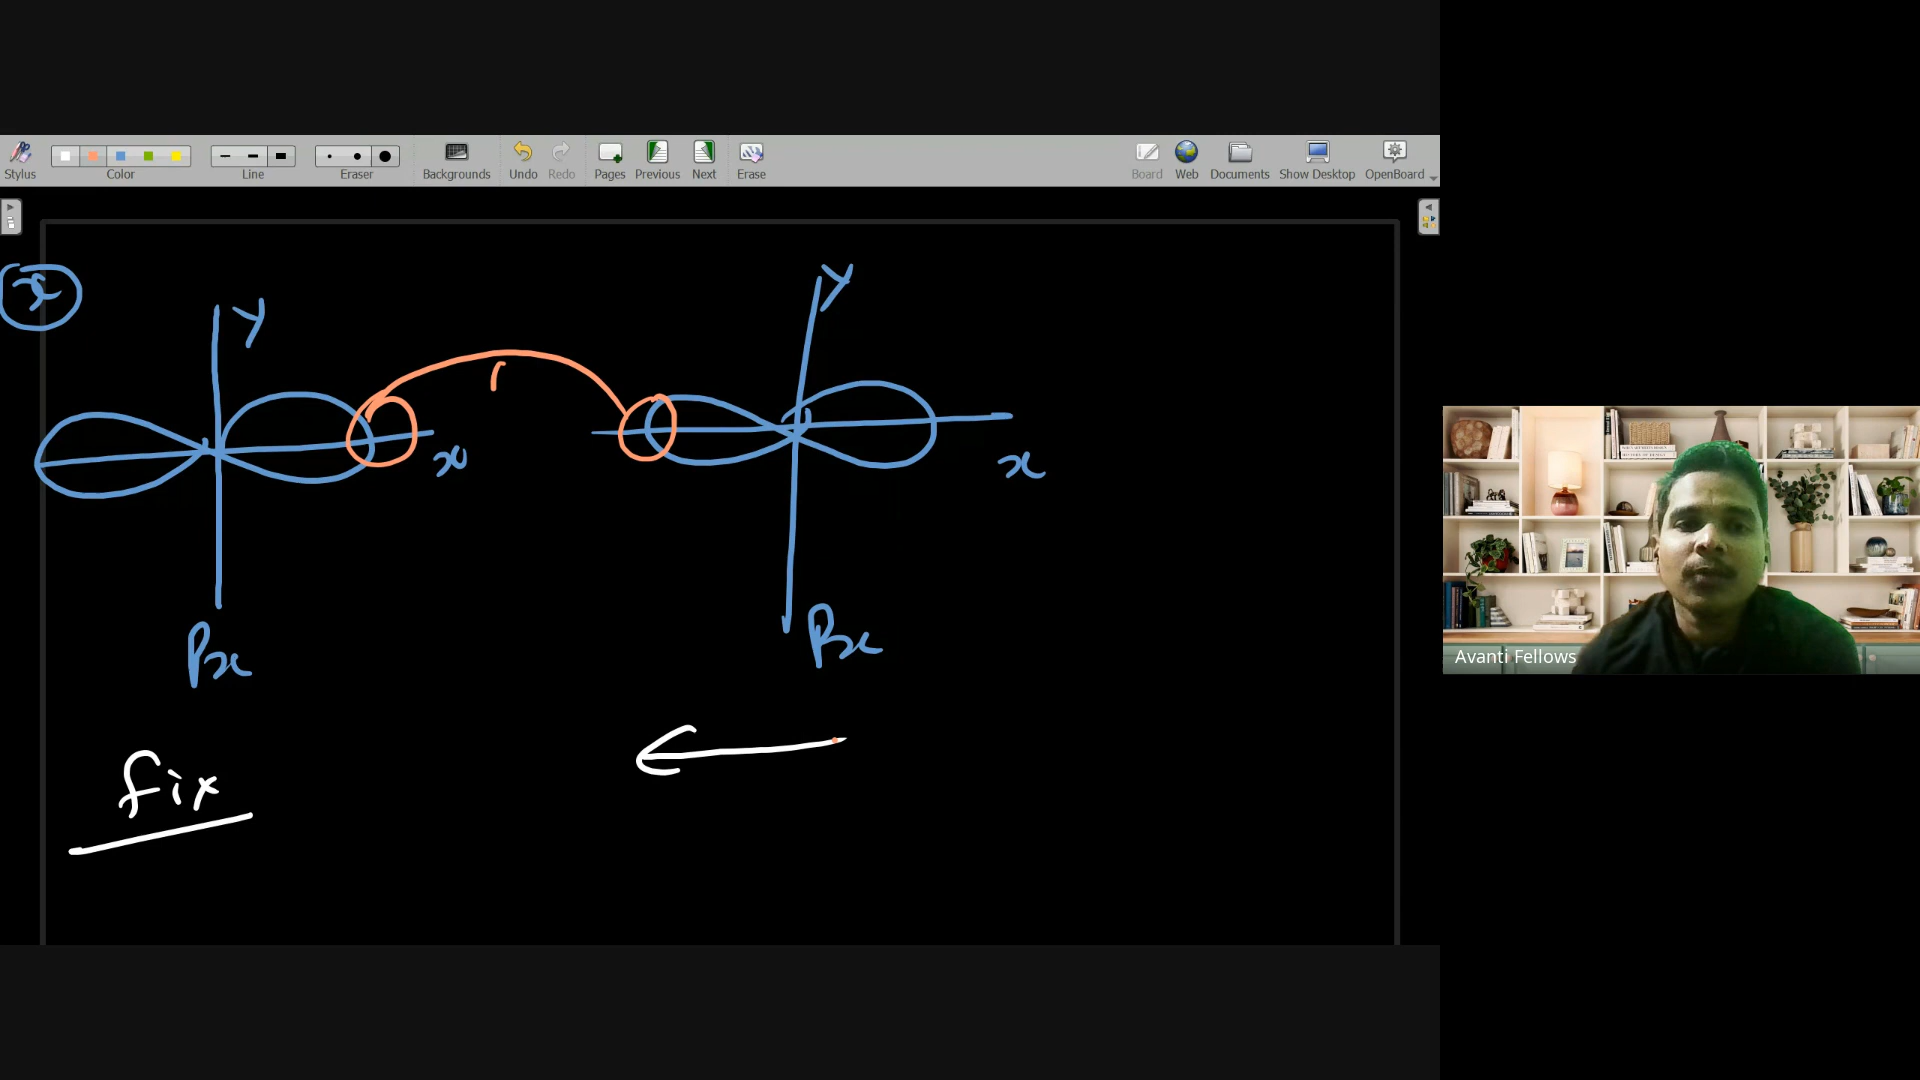 Stylus Color Line Eraser Backgrounds Undo Redo Pages Previous Next Erase Board Web Documents Show Desktop OpenBoard
x
y y
x x
Px Px
fix
Avanti Fellows